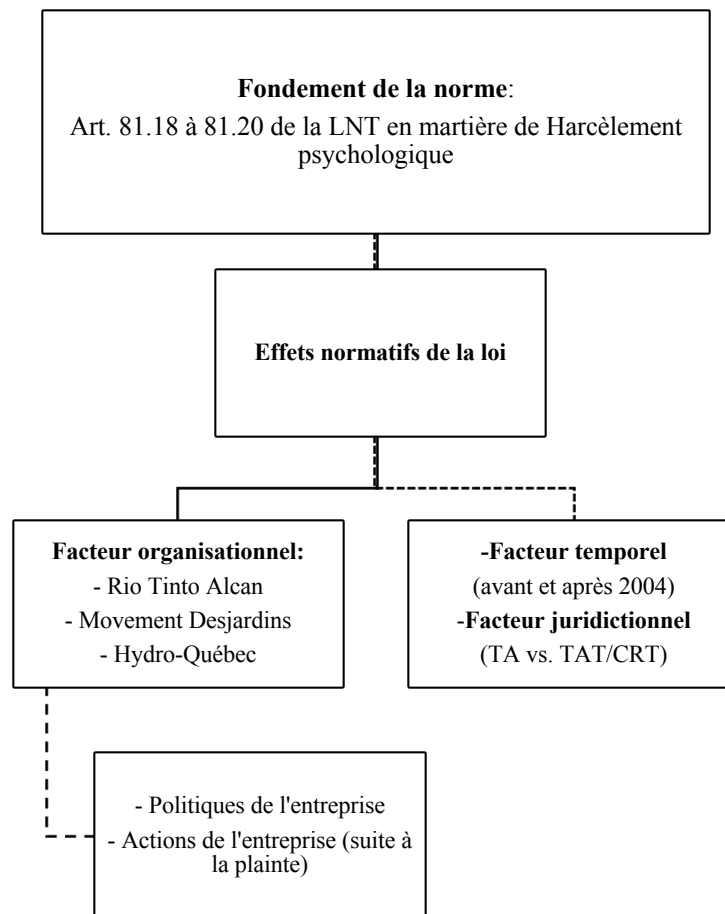 Fondement de la norme:
Art. 81.18 à 81.20 de la LNT en martière de Harcèlement
psychologique
Effets normatifs de la loi
Facteur organisationnel:
- Rio Tinto Alcan
- Movement Desjardins
- Hydro-Québec
-Facteur temporel
(avant et après 2004)
-Facteur juridictionnel
(TA vs. TAT/CRT)
- Politiques de l'entreprise
- Actions de l'entreprise (suite à
la plainte)